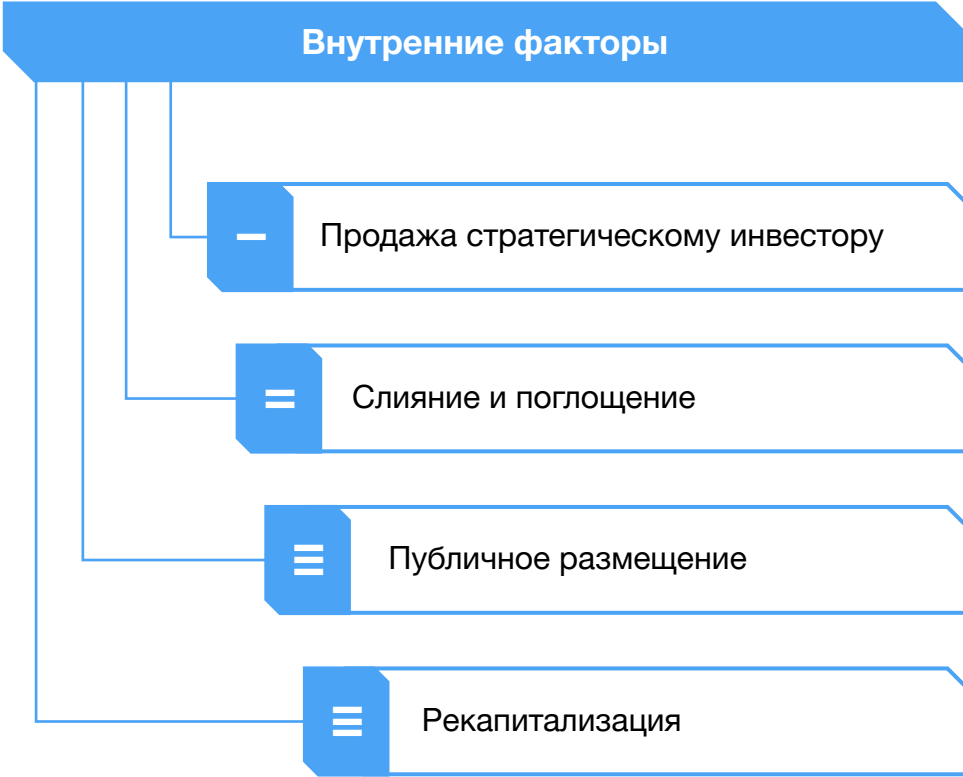 Внутренние факторы
Продажа стратегическому инвестору
Слияние и поглощение
Публичное размещение
Рекапитализация